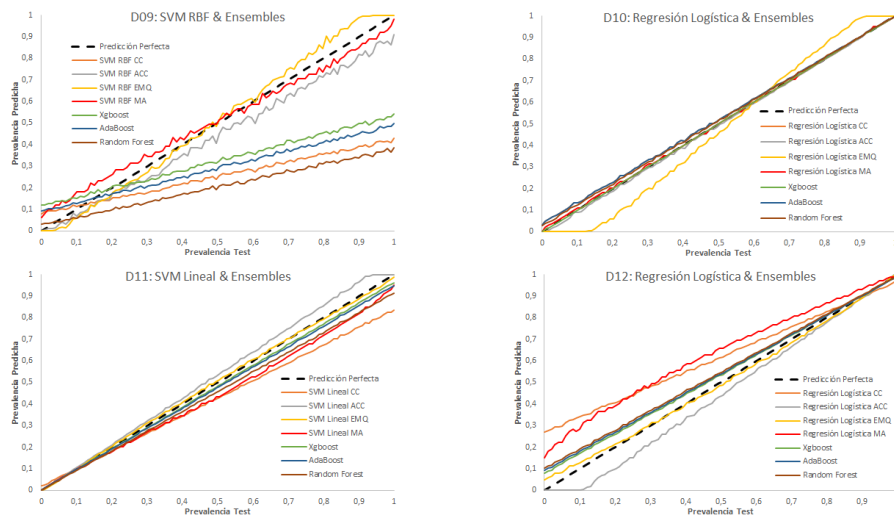 D09: SVM RBF & Ensembles
Prevalencia Predicha
1
0,9
0,8
0,7
0,6
0,5
0,4
0,3
0,2
0,1
0
Predicción Perfecta
SVM RBF CC
SVM RBF ACC
SVM RBF EMQ
SVM RBF MA
Xgboost
AdaBoost
Random Forest
0 0,1 0,2 0,3 0,4 0,5 0,6 0,7 0,8 0,9 1
Prevalencia Test
D10: Regresión Logística & Ensembles
Prevalencia Predicha
1
0,9
0,8
0,7
0,6
0,5
0,4
0,3
0,2
0,1
0
Predicción Perfecta
Regresión Logística CC
Regresión Logística ACC
Regresión Logística EMQ
Regresión Logística MA
Xgboost
AdaBoost
Random Forest
0 0,1 0,2 0,3 0,4 0,5 0,6 0,7 0,8 0,9
Prevalencia Test
D11: SVM Lineal & Ensembles
Prevalencia Predicha
1
0,9
0,8
0,7
0,6
0,5
0,4
0,3
0,2
0,1
0
Predicción Perfecta
SVM Lineal CC
SVM Lineal ACC
SVM Lineal EMQ
SVM Lineal MA
Xgboost
AdaBoost
Random Forest
0 0,1 0,2 0,3 0,4 0,5 0,6 0,7 0,8 0,9 1
Prevalencia Test
D12: Regresión Logística & Ensembles
Prevalencia Predicha
1
0,9
0,8
0,7
0,6
0,5
0,4
0,3
0,2
0,1
0
Predicción Perfecta
Regresión Logística CC
Regresión Logística ACC
Regresión Logística EMQ
Regresión Logística MA
Xgboost
AdaBoost
Random Forest
0,1 0,2 0,3 0,4 0,5 0,6 0,7 0,8 0,9
Prevalencia Test